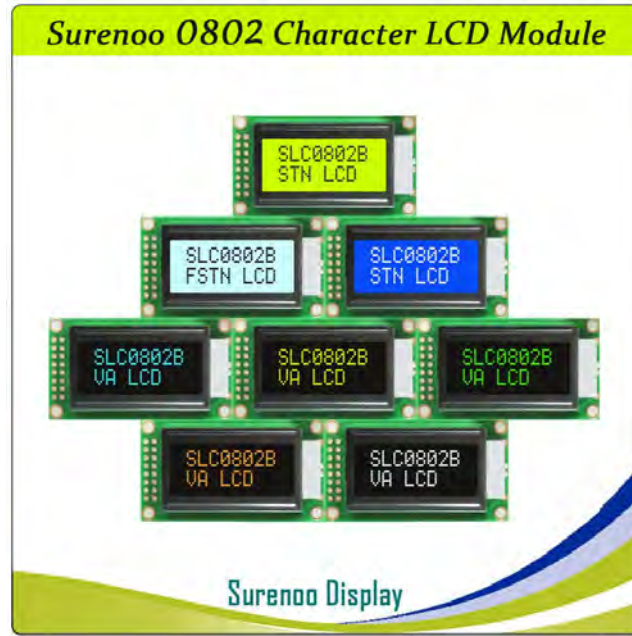 Surenoo 0802 Character LCD Module
SLC0802B
STN LCD
SLC0802B
FSTN LCD
SLC0802B
STN LCD
SLC0802B
VA LCD
SLC0802B
VA LCD
SLC0802B
VA LCD
SLC0802B
VA LCD
SLC0802B
VA LCD
Surenoo Display